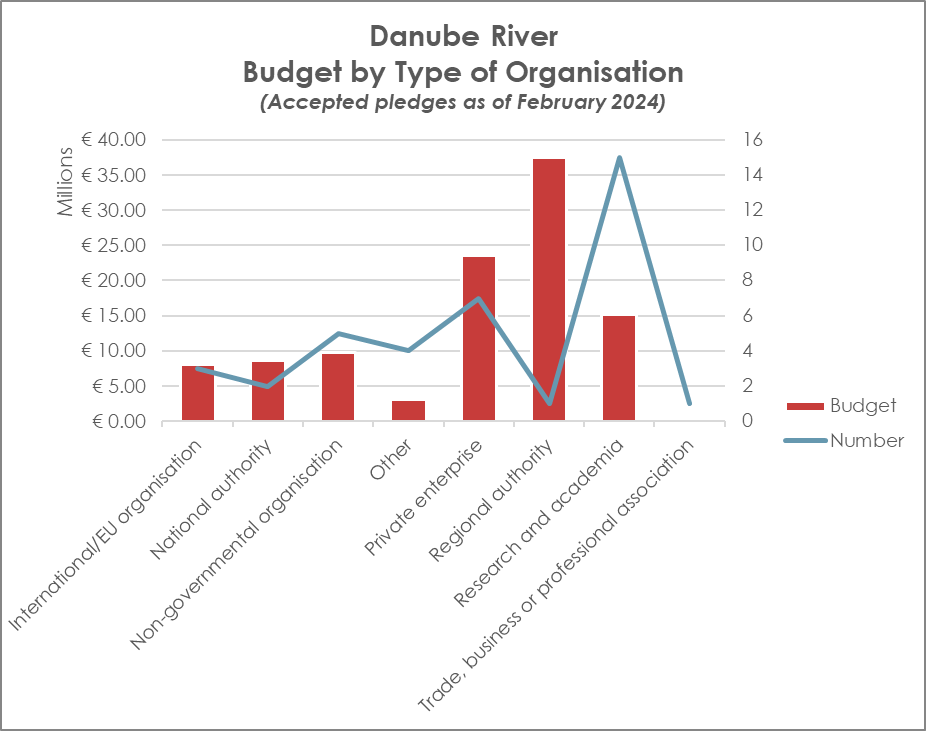 Danube River
Budget by Type of Organisation
(Accepted pledges as of February 2024)
Millions
€ 40.00
€ 35.00
€ 30.00
€ 25.00
€ 20.00
€ 15.00
€ 10.00
€ 5.00
€ 0.00
16
14
12
10
8
6
4
2
0
International/EU organisation
National authority
Non-governmental organisation
Other
Private enterprise
Regional authority
Research and academia
Trade, business or professional association
Budget
Number